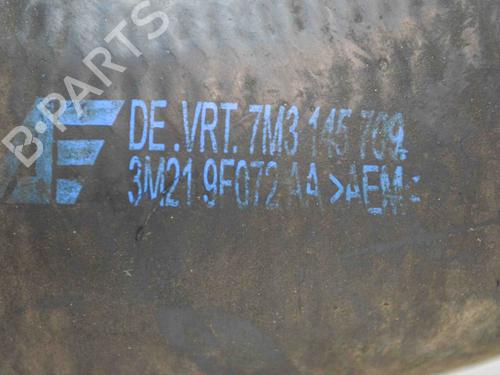 B-PARTS
DE.VRT. 7M3 145 709.
3M21 9F072 AA >AEM<